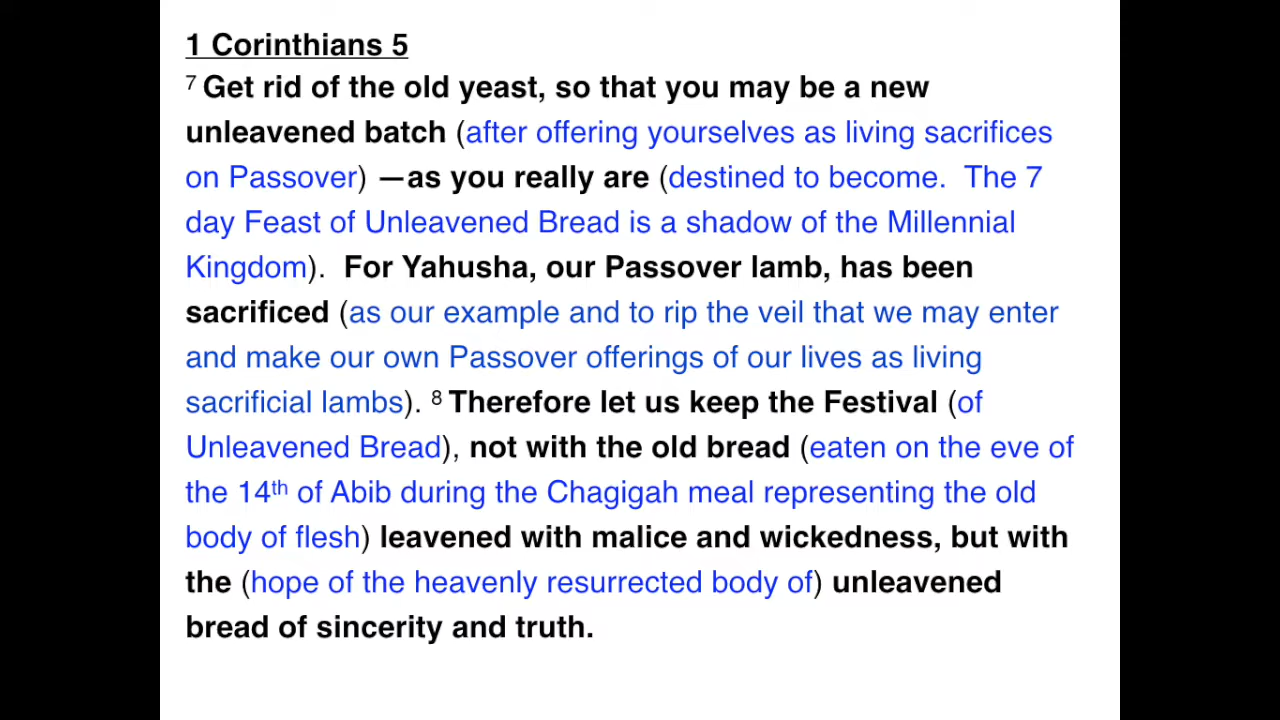 1 Corinthians 5
7 Get rid of the old yeast, so that you may be a new
unleavened batch (after offering yourselves as living sacrifices
on Passover) —as you really are (destined to become.  The 7
day Feast of Unleavened Bread is a shadow of the Millennial
Kingdom).  For Yahusha, our Passover lamb, has been
sacrificed (as our example and to rip the veil that we may enter
and make our own Passover offerings of our lives as living
sacrificial lambs). 8 Therefore let us keep the Festival (of
Unleavened Bread), not with the old bread (eaten on the eve of
the 14th of Abib during the Chagigah meal representing the old
body of flesh) leavened with malice and wickedness, but with
the (hope of the heavenly resurrected body of) unleavened
bread of sincerity and truth.